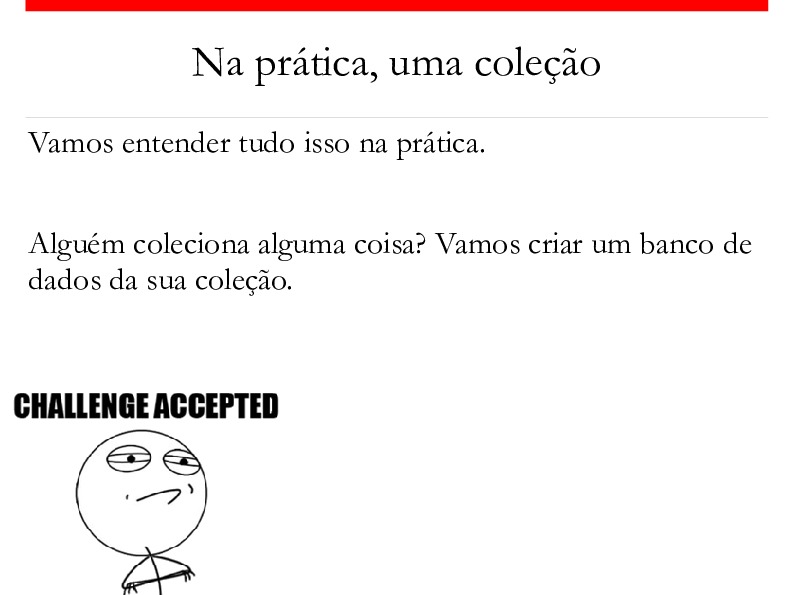 Na prática, uma coleção
Vamos entender tudo isso na prática.
Alguém coleciona alguma coisa? Vamos criar um banco de
dados da sua coleção.
CHALLENGE ACCEPTED